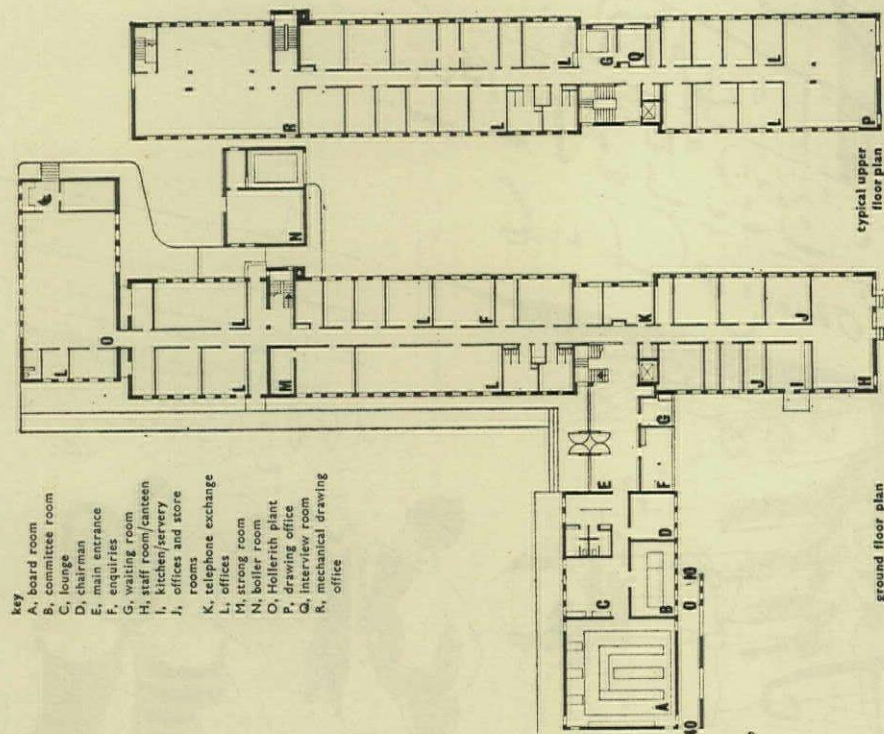 key
A, board room
B, committee room
C, lounge
D, chairman
E, main entrance
F, enquiries
G, waiting room
H, staff room/canteen
I, kitchen/servery
J, offices and store
rooms
K, telephone exchange
L, offices
M, strong room
N, boiler room
O, Hollerich plant
P, drawing office
Q, interview room
R, mechanical drawing
office
R
L
L
G
Q
L
L
P
typical upper
floor plan
N
O
L
L
L
M
L
F
L
K
J
J
I
H
E
G
F
D
C
B
A
ground floor plan